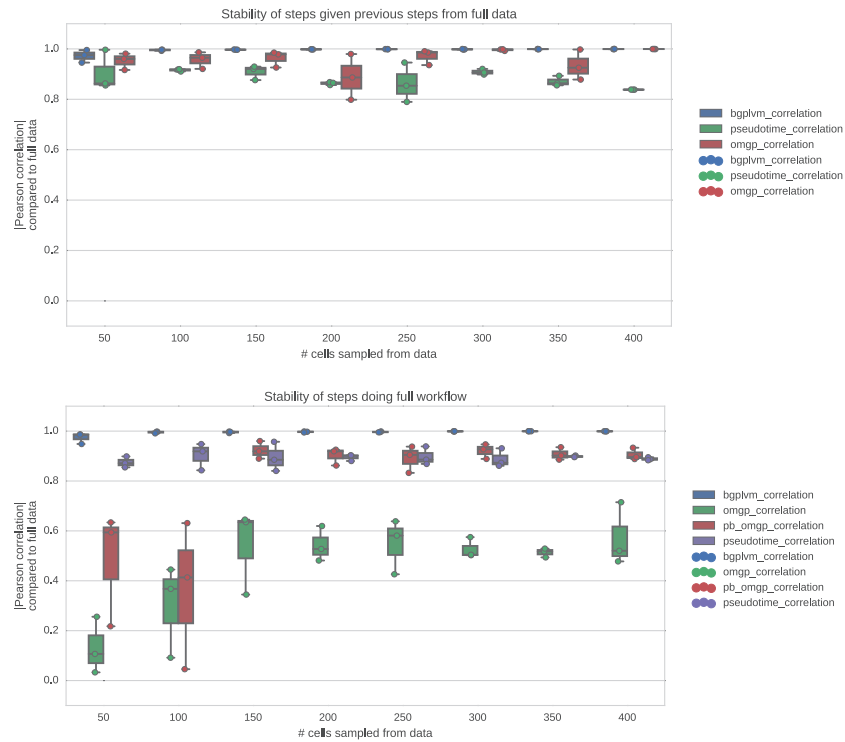 Stability of steps given previous steps from full data
|Pearson correlation|
compared to full data
1.0
0.8
0.6
0.4
0.2
0.0
50 100 150 200 250 300 350 400
# cells sampled from data
bgplvm_correlation
pseudotime_correlation
omgp_correlation
bgplvm_correlation
pseudotime_correlation
omgp_correlation
Stability of steps doing full workflow
|Pearson correlation|
compared to full data
1.0
0.8
0.6
0.4
0.2
0.0
50 100 150 200 250 300 350 400
# cells sampled from data
bgplvm_correlation
omgp_correlation
pb_omgp_correlation
pseudotime_correlation
bgplvm_correlation
omgp_correlation
pb_omgp_correlation
pseudotime_correlation